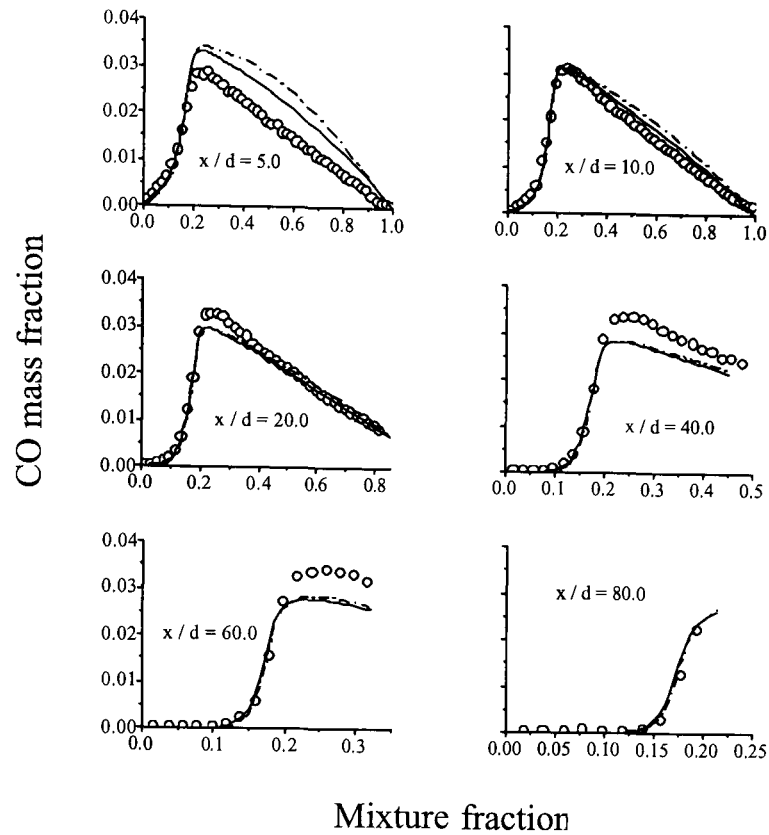 0.04
0.03
0.02
0.01
0.00
x / d = 5.0
0.0 0.2 0.4 0.6 0.8 1.0
x / d = 10.0
0.0 0.2 0.4 0.6 0.8 1.0
CO mass fraction
0.04
0.03
0.02
0.01
0.00
x / d = 20.0
0.0 0.2 0.4 0.6 0.8
x / d = 40.0
0.0 0.1 0.2 0.3 0.4 0.5
0.04
0.03
0.02
0.01
0.00
x / d = 60.0
0.0 0.1 0.2 0.3
x / d = 80.0
0.00 0.05 0.10 0.15 0.20 0.25
Mixture fraction